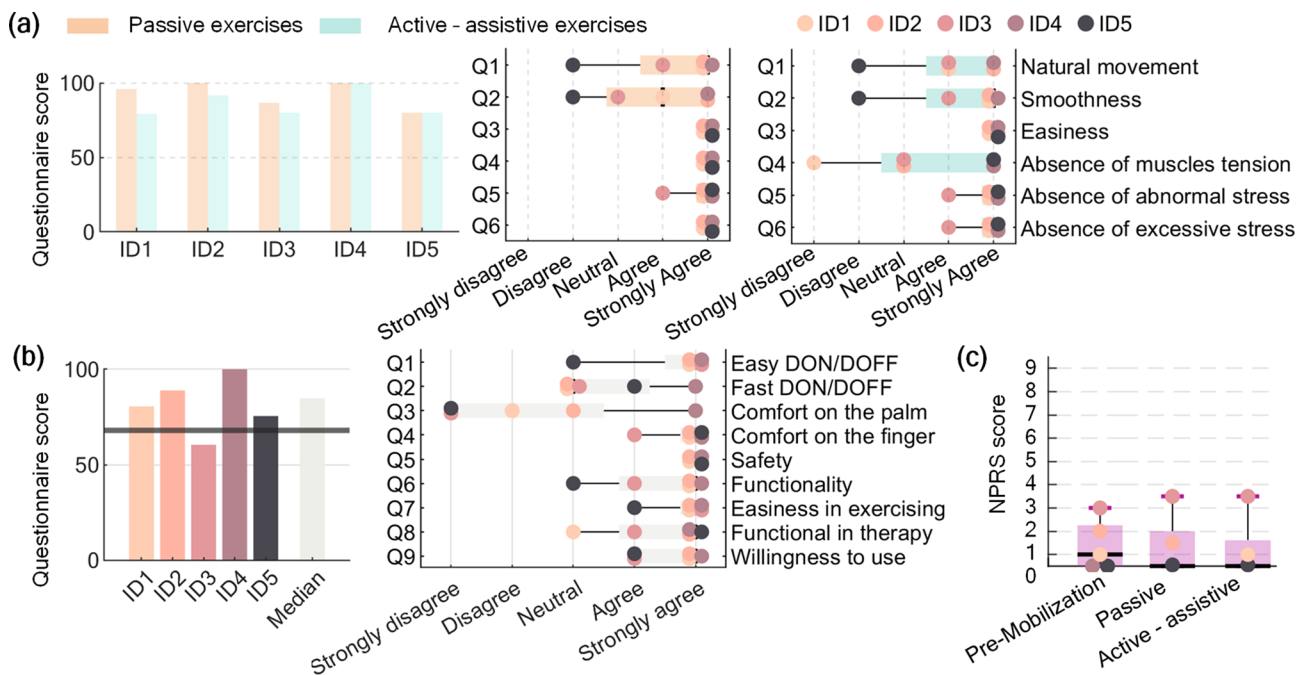 (a)
Passive exercises
Active - assistive exercises
ID1 ID2 ID3 ID4 ID5
Questionnaire score
100
50
0
ID1 ID2 ID3 ID4 ID5
Q1
Q2
Q3
Q4
Q5
Q6
Strongly disagree
Disagree
Neutral
Agree
Strongly Agree
Q1 Natural movement
Q2 Smoothness
Q3 Easiness
Q4 Absence of muscles tension
Q5 Absence of abnormal stress
Q6 Absence of excessive stress
Strongly disagree
Disagree
Neutral
Agree
Strongly Agree
(b)
Questionnaire score
100
50
0
ID1
ID2
ID3
ID4
ID5
Median
Q1 Easy DON/DOFF
Q2 Fast DON/DOFF
Q3 Comfort on the palm
Q4 Comfort on the finger
Q5 Safety
Q6 Functionality
Q7 Easiness in exercising
Q8 Functional in therapy
Q9 Willingness to use
Strongly disagree
Disagree
Neutral
Agree
Strongly agree
(c)
NPRS score
9
8
7
6
5
4
3
2
1
0
Pre-Mobilization
Passive
Active - assistive